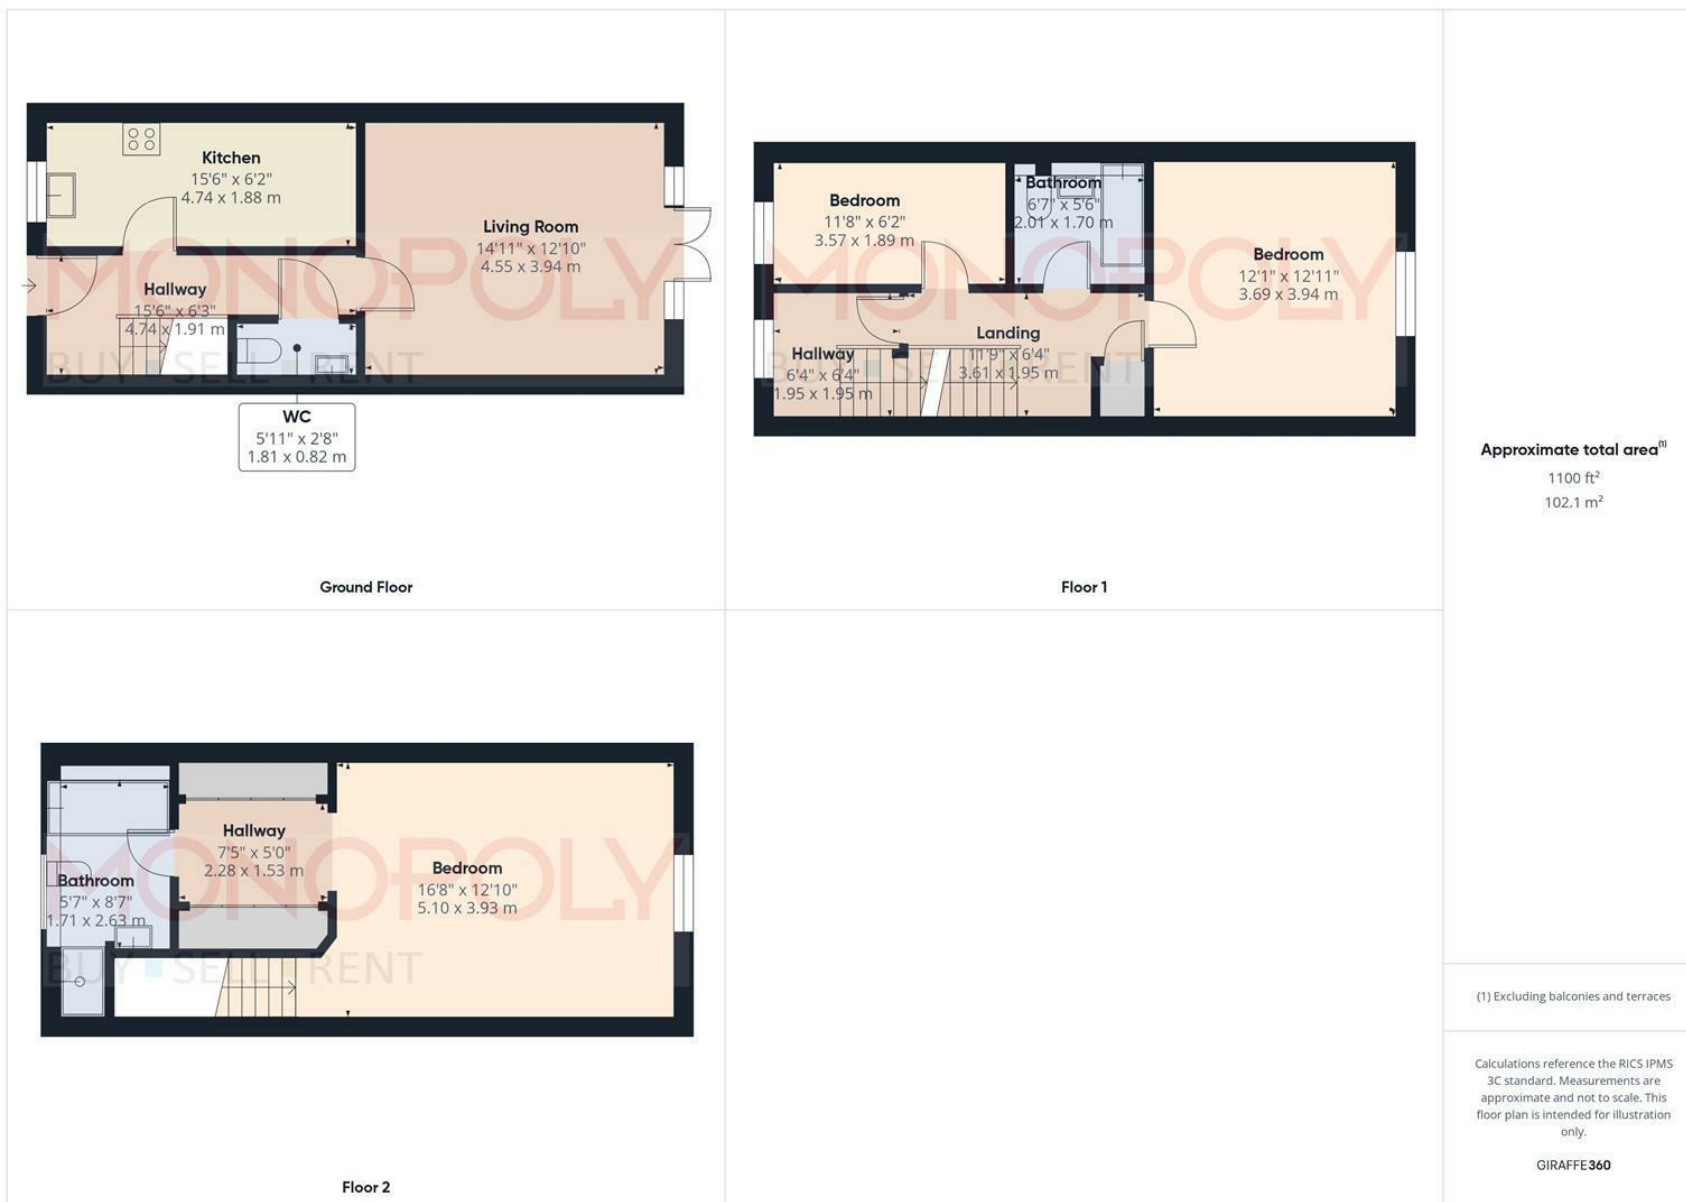 Kitchen
15'6" x 6'2"
4.74 x 1.88 m
Living Room
14'11" x 12'10"
4.55 x 3.94 m
Hallway
15'6" x 6'3"
4.74 x 1.91 m
MONOPOLY
BUY SELL RENT
WC
5'11" x 2'8"
1.81 x 0.82 m
Ground Floor
Bedroom
11'8" x 6'2"
3.57 x 1.89 m
Bathroom
6'7" x 5'6"
2.01 x 1.70 m
Bedroom
12'1" x 12'11"
3.69 x 3.94 m
Landing
11'9" x 6'4"
3.61 x 1.95 m
Hallway
6'4" x 6'4"
1.95 x 1.95 m
MONOPOLY
BUY SELL RENT
Floor 1
Approximate total area(1)
1100 ft²
102.1 m²
Hallway
7'5" x 5'0"
2.28 x 1.53 m
Bedroom
16'8" x 12'10"
5.10 x 3.93 m
Bathroom
5'7" x 8'7"
1.71 x 2.63 m
MONOPOLY
BUY SELL RENT
Floor 2
(1) Excluding balconies and terraces
Calculations reference the RICS IPMS
3C standard. Measurements are
approximate and not to scale. This
floor plan is intended for illustration
only.
GIRAFFE360